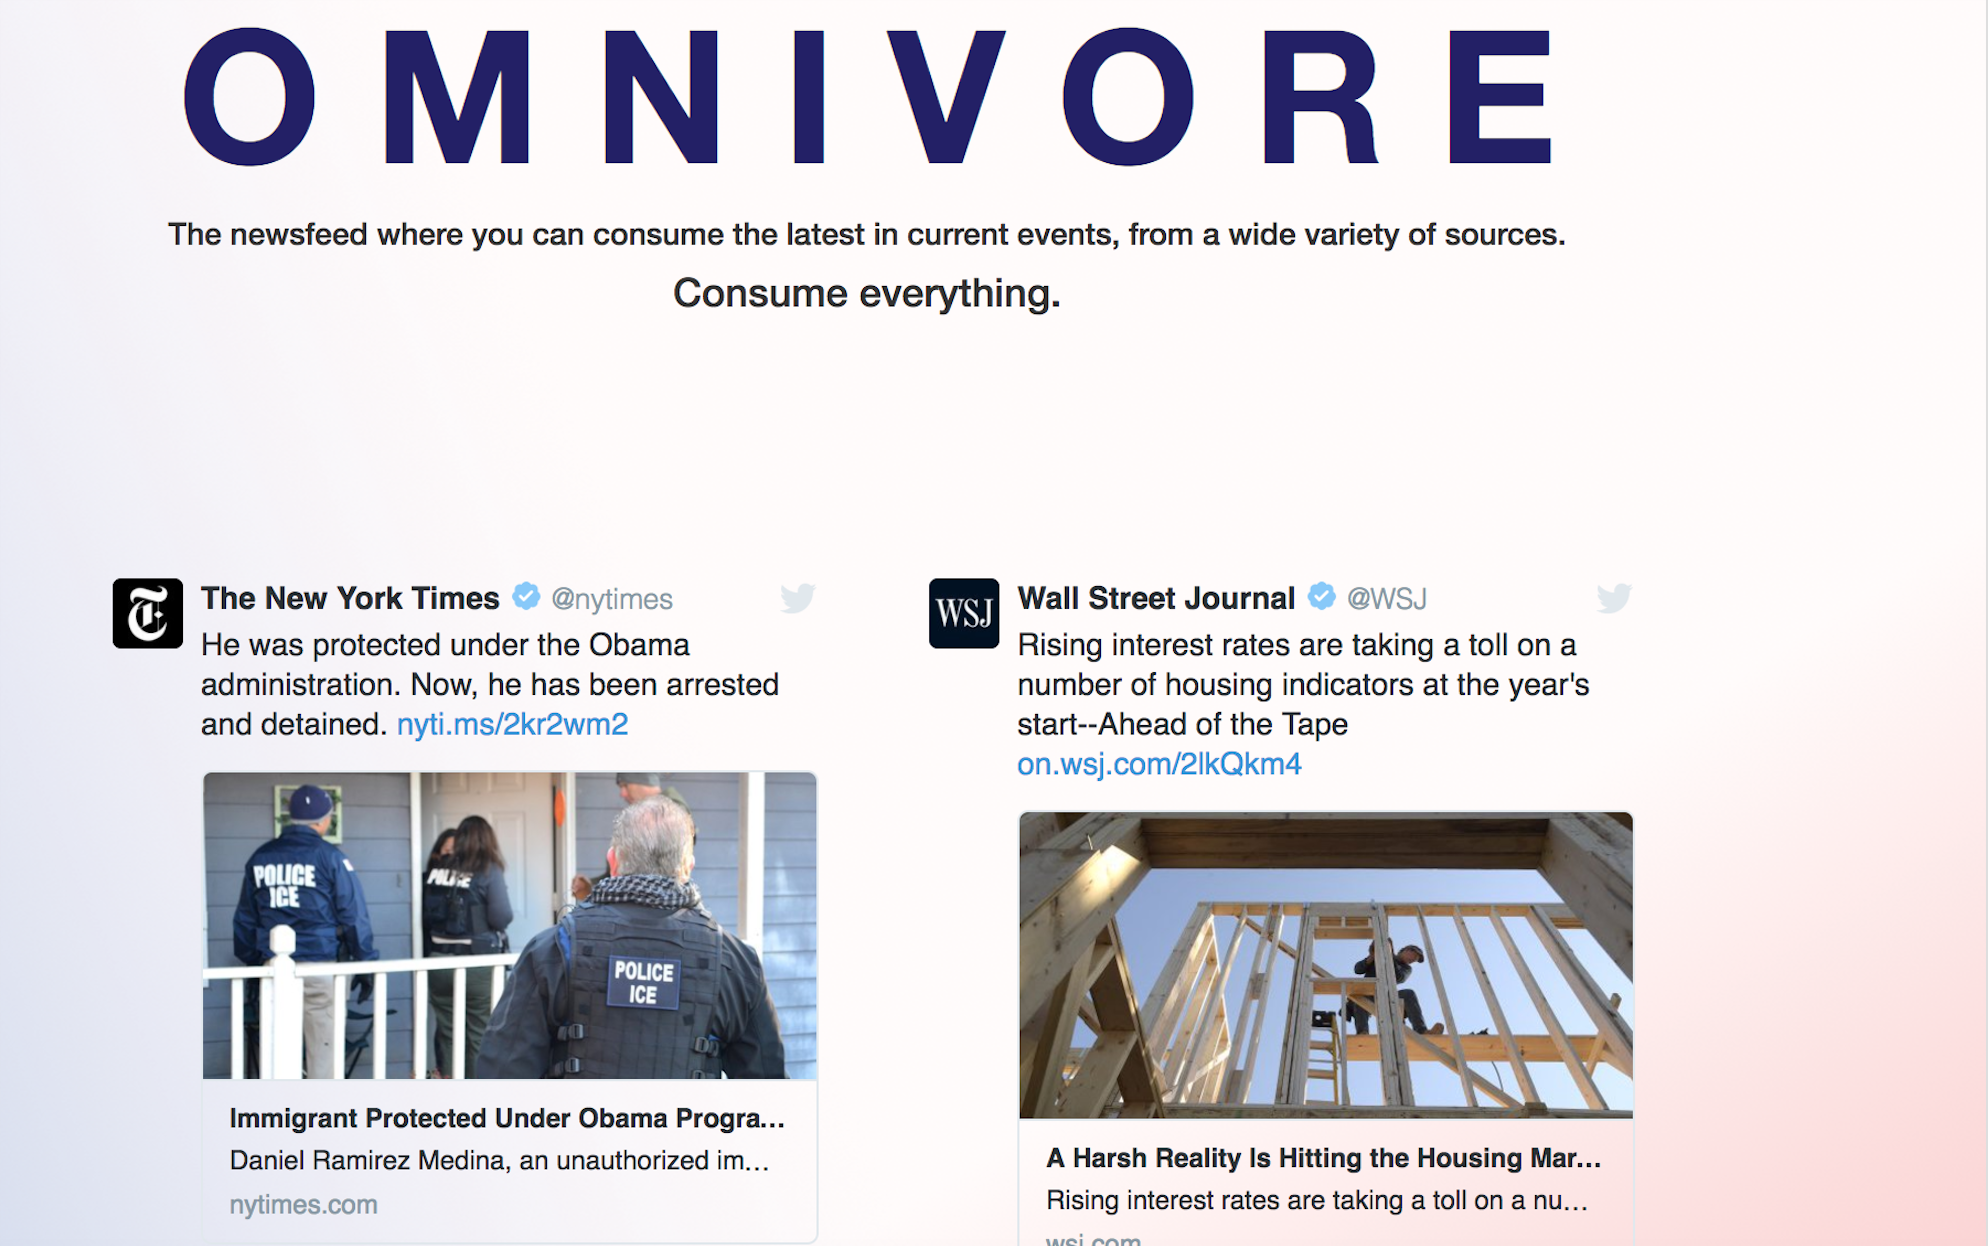 OMNIVORE
The newsfeed where you can consume the latest in current events, from a wide variety of sources.
Consume everything.
T
The New York Times @nytimes
He was protected under the Obama
administration. Now, he has been arrested
and detained. nyti.ms/2kr2wm2
POLICE
ICE
POLICE
POLICE
ICE
Immigrant Protected Under Obama Progra...
Daniel Ramirez Medina, an unauthorized im...
nytimes.com
WSJ
Wall Street Journal @WSJ
Rising interest rates are taking a toll on a
number of housing indicators at the year's
start--Ahead of the Tape
on.wsj.com/2lkQkm4
A Harsh Reality Is Hitting the Housing Mar...
Rising interest rates are taking a toll on a nu...
wsj.com